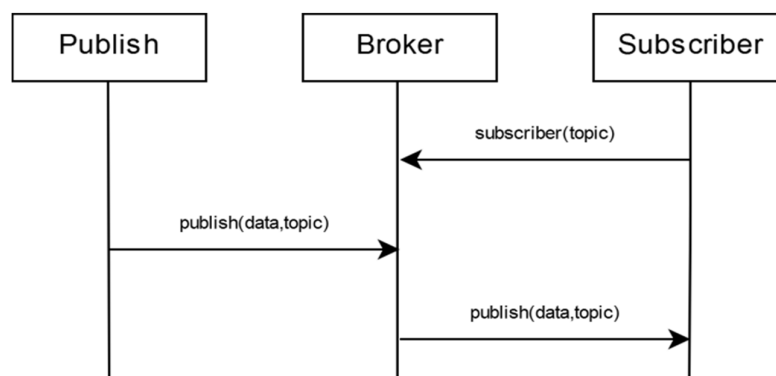 Publish
Broker
Subscriber
subscriber(topic)
publish(data,topic)
publish(data,topic)